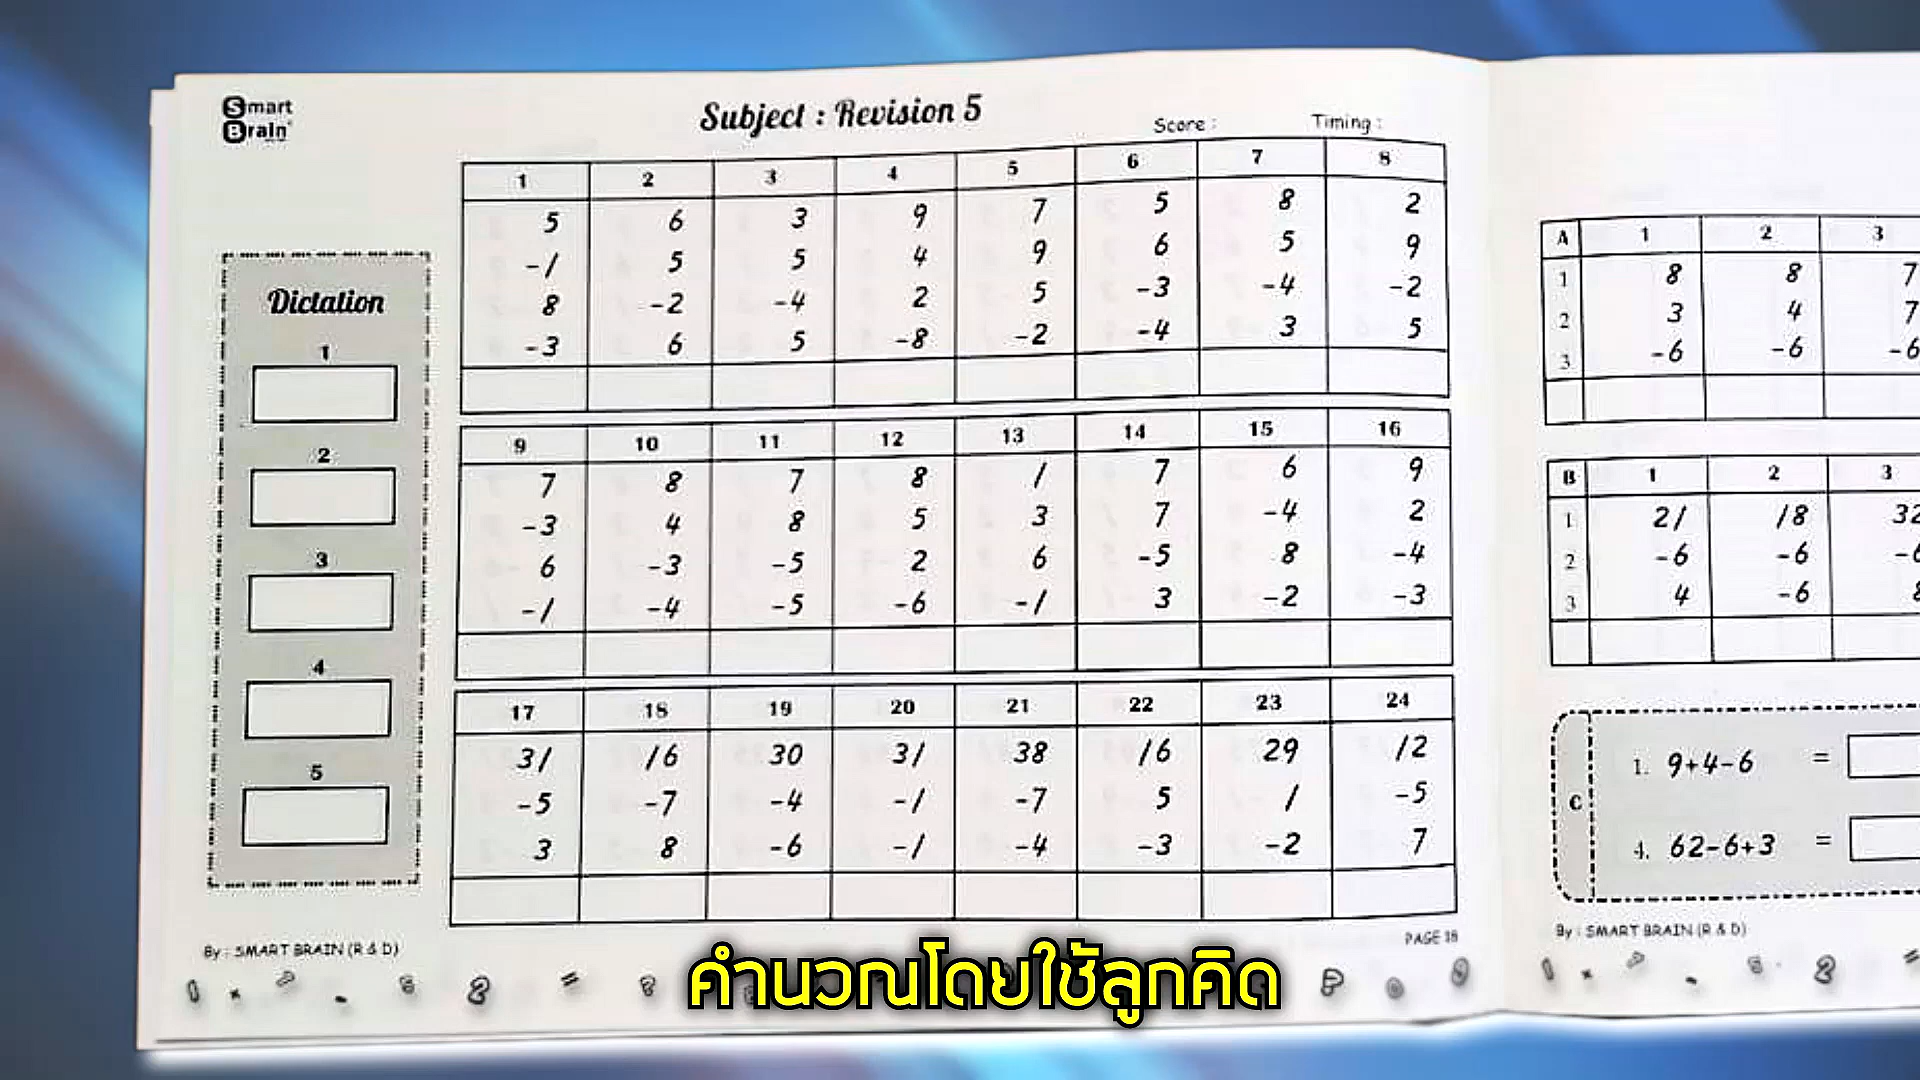 Smart
Brain
Subject : Revision 5
Score :
Timing :
1 2 3 4 5 6 7 8
5 6 3 9 7 5 8 2
-1 5 5 4 9 6 5 9
8 -2 -4 2 5 -3 -4 -2
-3 6 5 -8 -2 -4 3 5
Dictation
1
2
3
4
5
9 10 11 12 13 14 15 16
7 8 7 8 1 7 6 9
-3 4 8 5 3 7 -4 2
6 -3 -5 2 6 -5 8 -4
-1 -4 -5 -6 -1 3 -2 -3
17 18 19 20 21 22 23 24
31 16 30 31 38 16 29 12
-5 -7 -4 -1 -7 5 1 -5
3 8 -6 -1 -4 -3 -2 7
By : SMART BRAIN (R & D)
PAGE 18
A 1 2 3
1 8 8 7
2 3 4 7
3 -6 -6 -6
B 1 2 3
1 21 18 32
2 -6 -6 -6
3 4 -6 8
C
1. 9+4-6 =
4. 62-6+3 =
By : SMART BRAIN (R & D)
คำนวณโดยใช้ลูกคิด